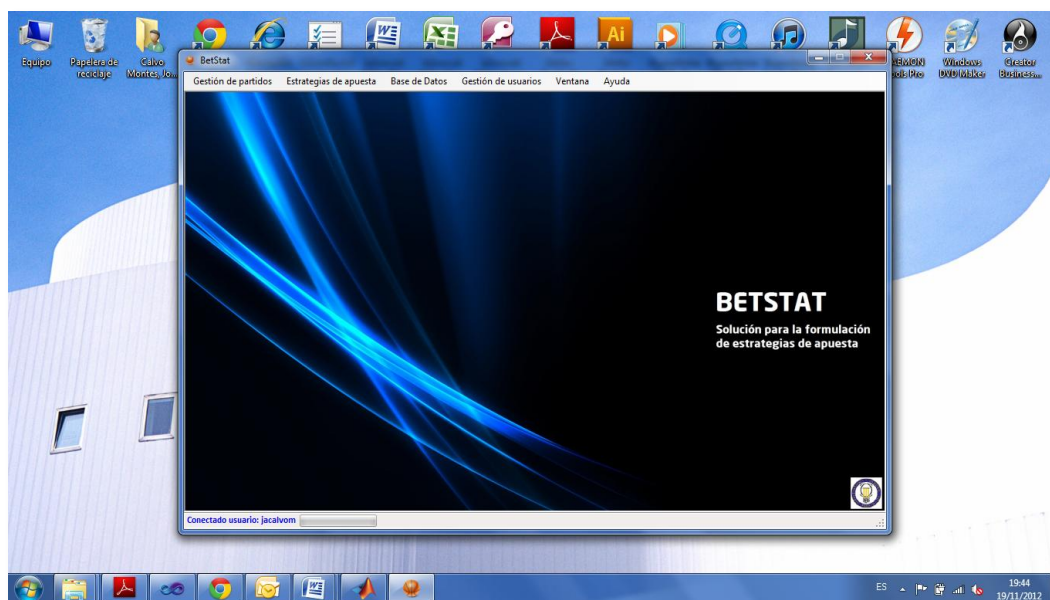 Equipo
Papelera de
reciclaje
Calvo
Montes, Jo...
Ai
Windows
DVD Maker
Creator
Business...
BetStat
Gestión de partidos Estrategias de apuesta Base de Datos Gestión de usuarios Ventana Ayuda
BETSTAT
Solución para la formulación
de estrategias de apuesta
Conectado usuario: jacalvom
ES
19:44
19/11/2012